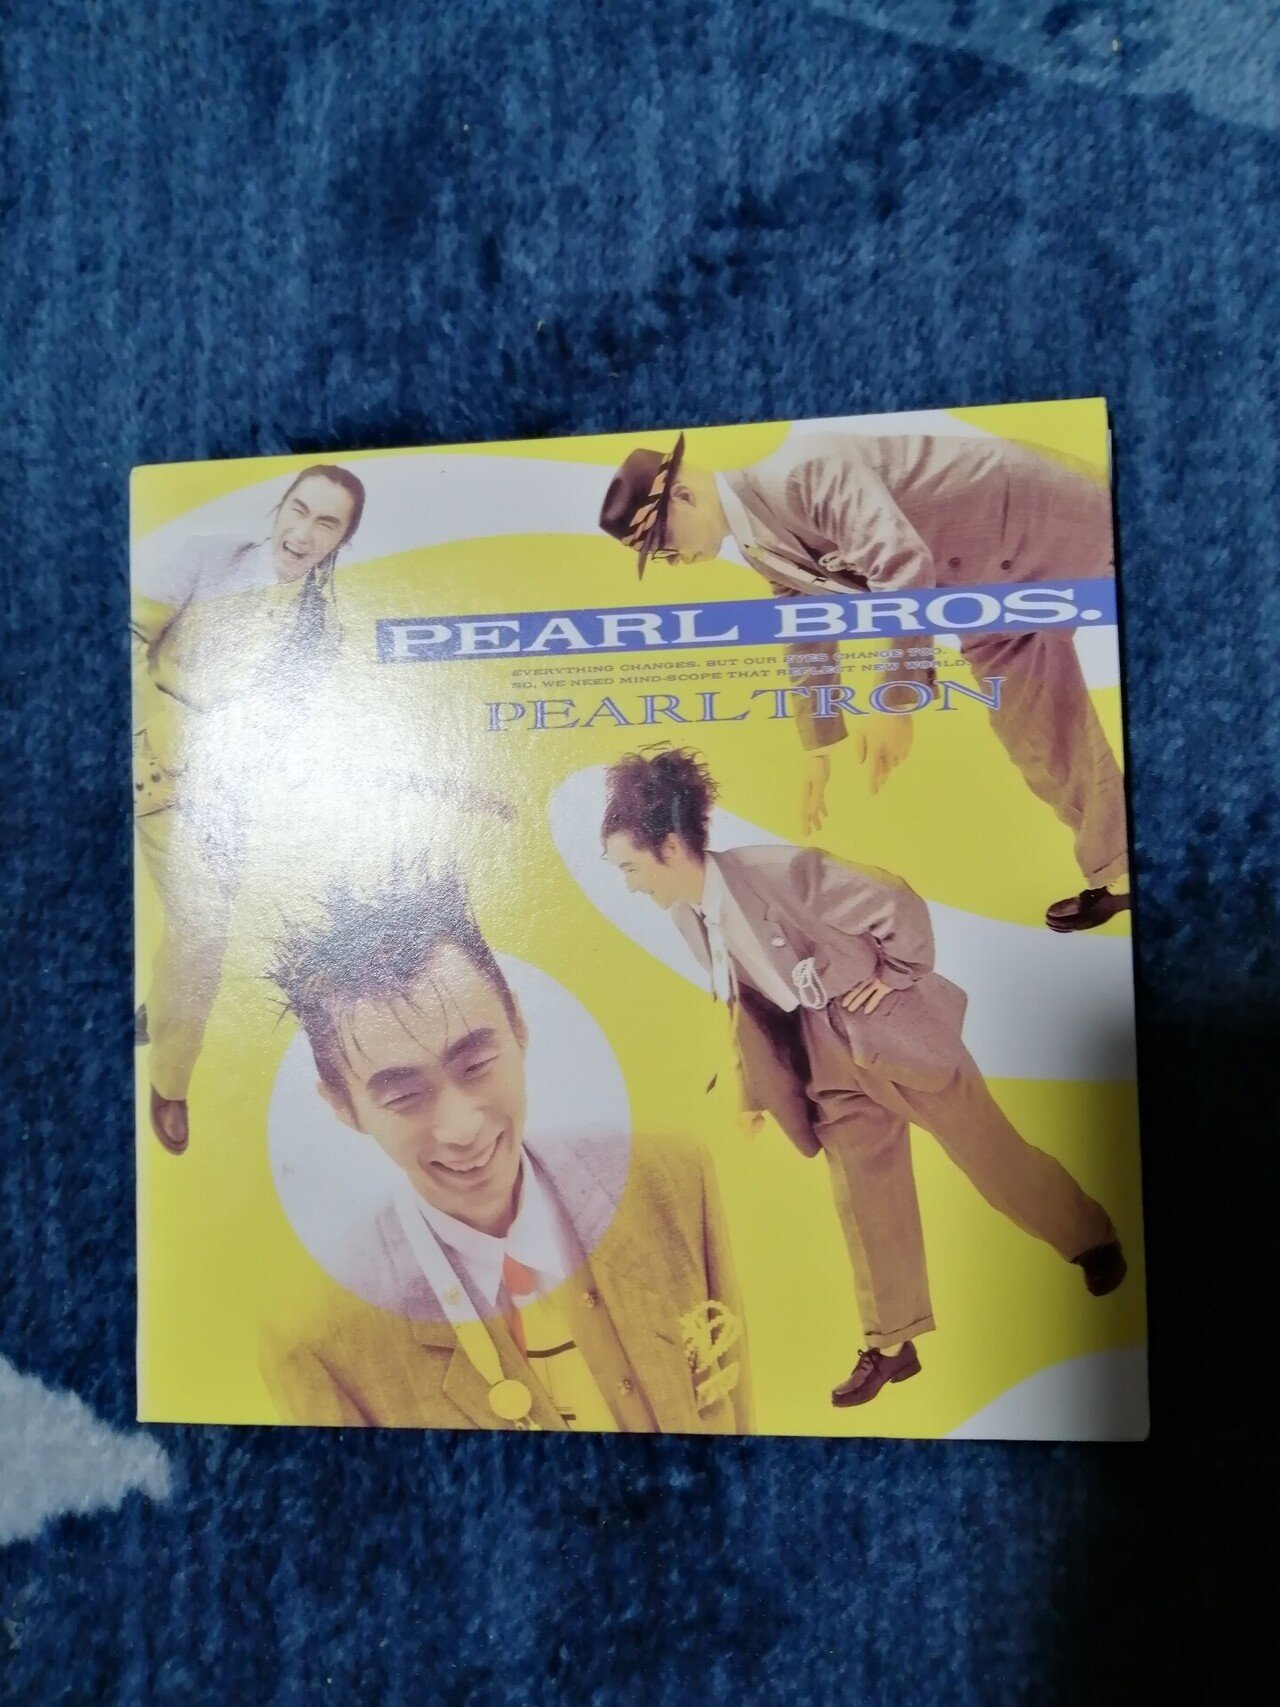 PEARL BROS.
EVERYTHING CHANGES, BUT OUR EYES CHANGE TOO.
SO, WE NEED MIND-SCOPE THAT REFLECT NEW WORLD.
PEARLTRON